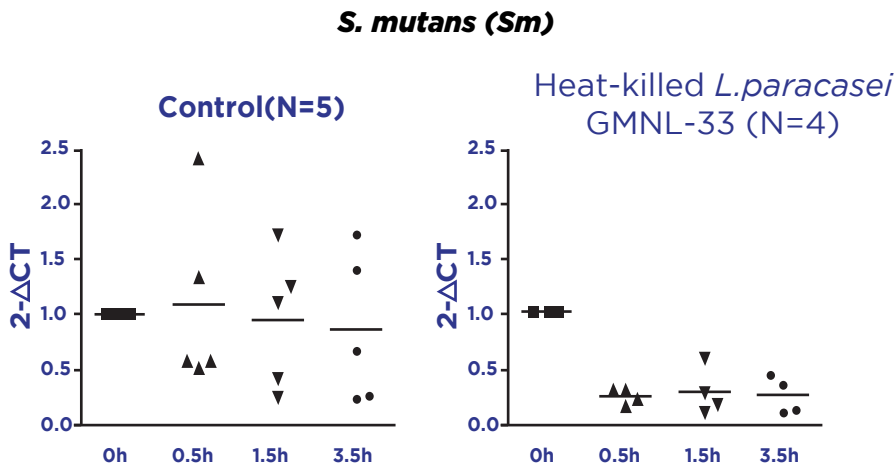 S. mutans (Sm)
Control(N=5)
2.5
2.0
1.5
1.0
0.5
0.0
2-ΔCT
0h 0.5h 1.5h 3.5h
Heat-killed L.paracasei
GMNL-33 (N=4)
2.5
2.0
1.5
1.0
0.5
0.0
2-ΔCT
0h 0.5h 1.5h 3.5h